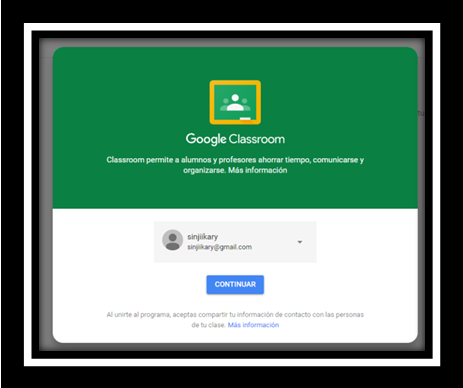 Google Classroom
Classroom permite a alumnos y profesores ahorrar tiempo, comunicarse y
organizarse. Más información
sinjiikary
sinjiikary@gmail.com
CONTINUAR
Al unirte al programa, aceptas compartir tu información de contacto con las personas
de tu clase. Más información